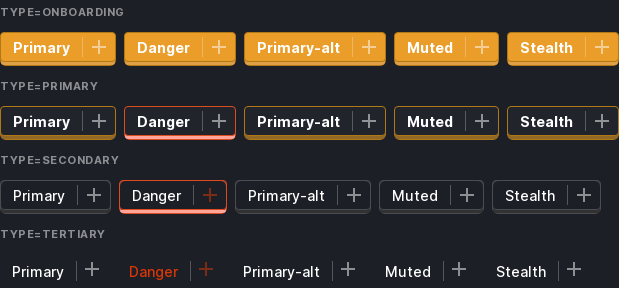 TYPE=ONBOARDING
Primary Danger Primary-alt Muted Stealth
TYPE=PRIMARY
Primary Danger Primary-alt Muted Stealth
TYPE=SECONDARY
Primary Danger Primary-alt Muted Stealth
TYPE=TERTIARY
Primary Danger Primary-alt Muted Stealth